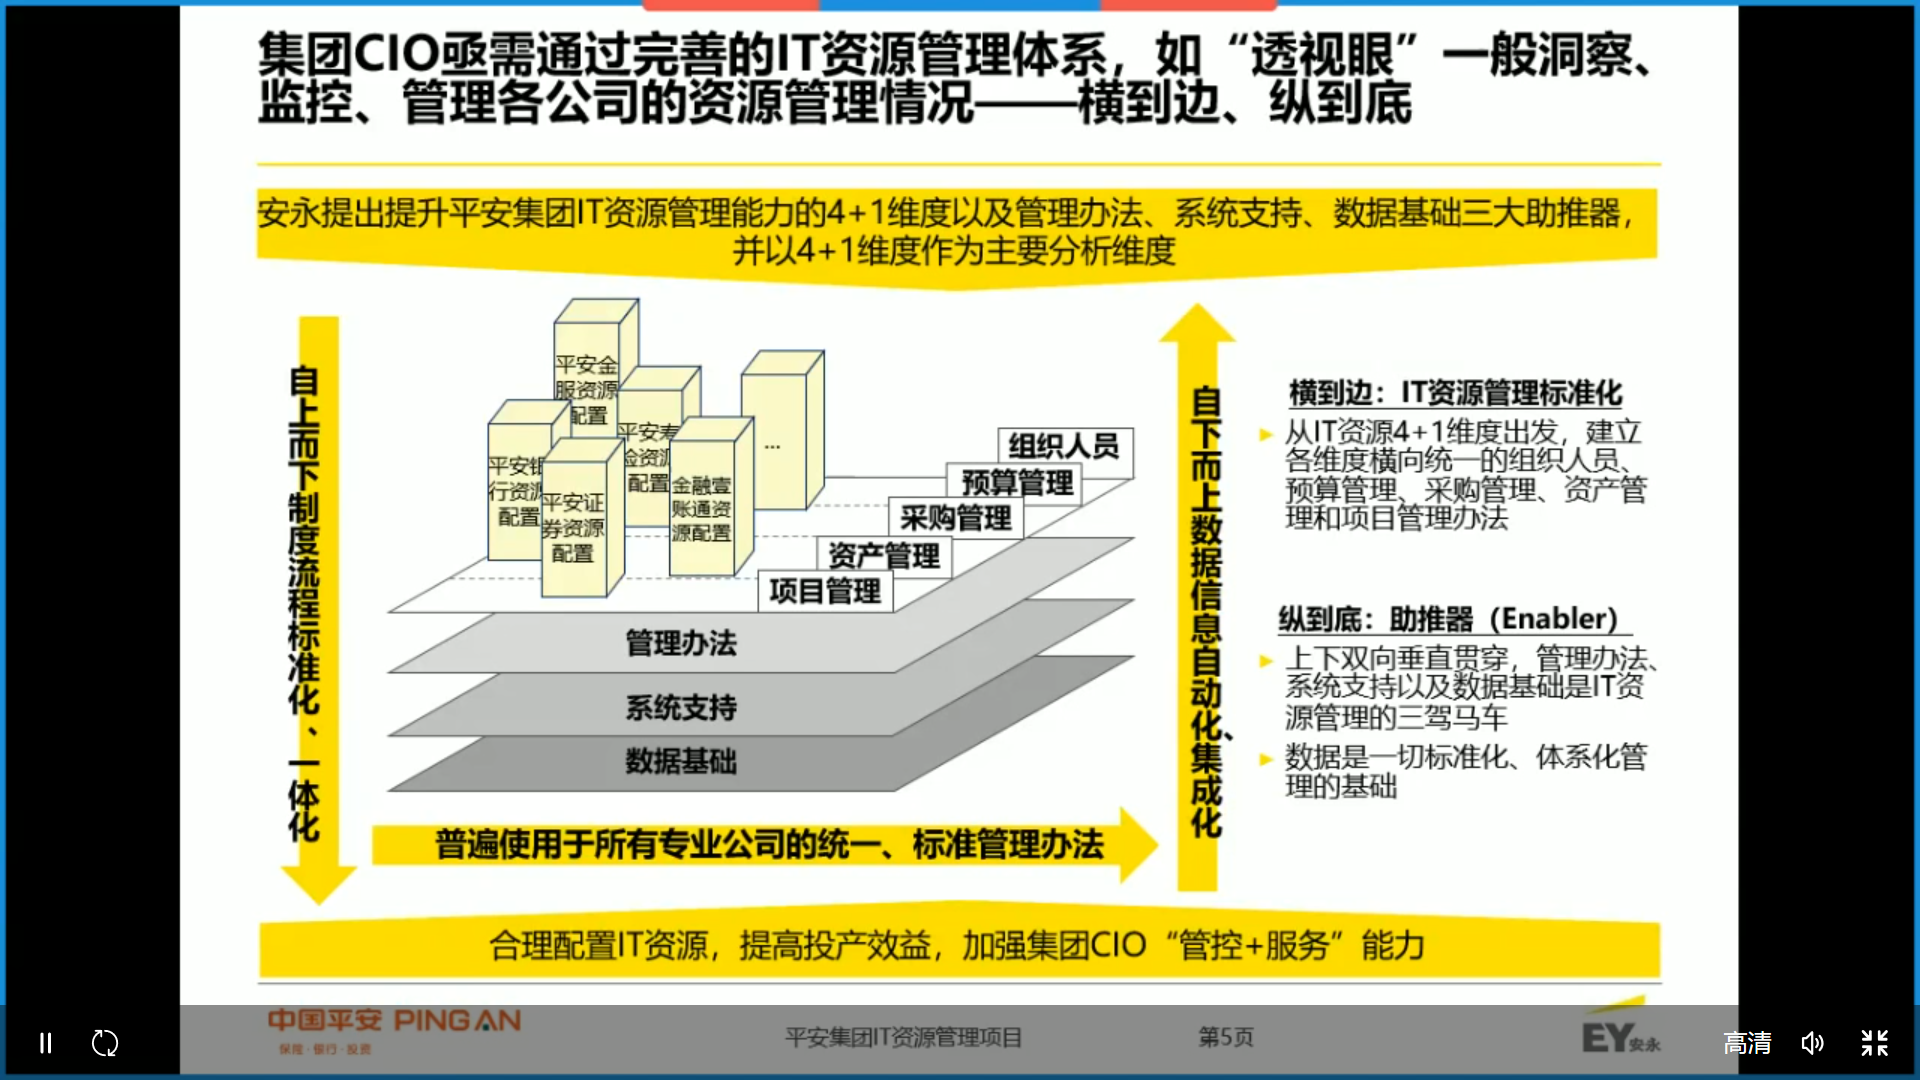 集团CIO亟需通过完善的IT资源管理体系，如“透视眼”一般洞察、
监控、管理各公司的资源管理情况——横到边、纵到底
安永提出提升平安集团IT资源管理能力的4+1维度以及管理办法、系统支持、数据基础三大助推器，
并以4+1维度作为主要分析维度
自上而下制度流程标准化、一体化
平安金
服资源
配置
平安寿
险资源
配置
...
平安银
行资源
配置
平安证
券资源
配置
金融壹
账通资
源配置
组织人员
预算管理
采购管理
资产管理
项目管理
管理办法
系统支持
数据基础
普遍使用于所有专业公司的统一、标准管理办法
自下而上数据信息自动化、集成化
横到边：IT资源管理标准化
从IT资源4+1维度出发，建立
各维度横向统一的组织人员、
预算管理、采购管理、资产管
理和项目管理办法
纵到底：助推器（Enabler）
上下双向垂直贯穿，管理办法、
系统支持以及数据基础是IT资
源管理的三驾马车
数据是一切标准化、体系化管
理的基础
合理配置IT资源，提高投产效益，加强集团CIO“管控+服务”能力
中国平安 PING AN
保险·银行·投资
平安集团IT资源管理项目
第5页
EY安永
高清